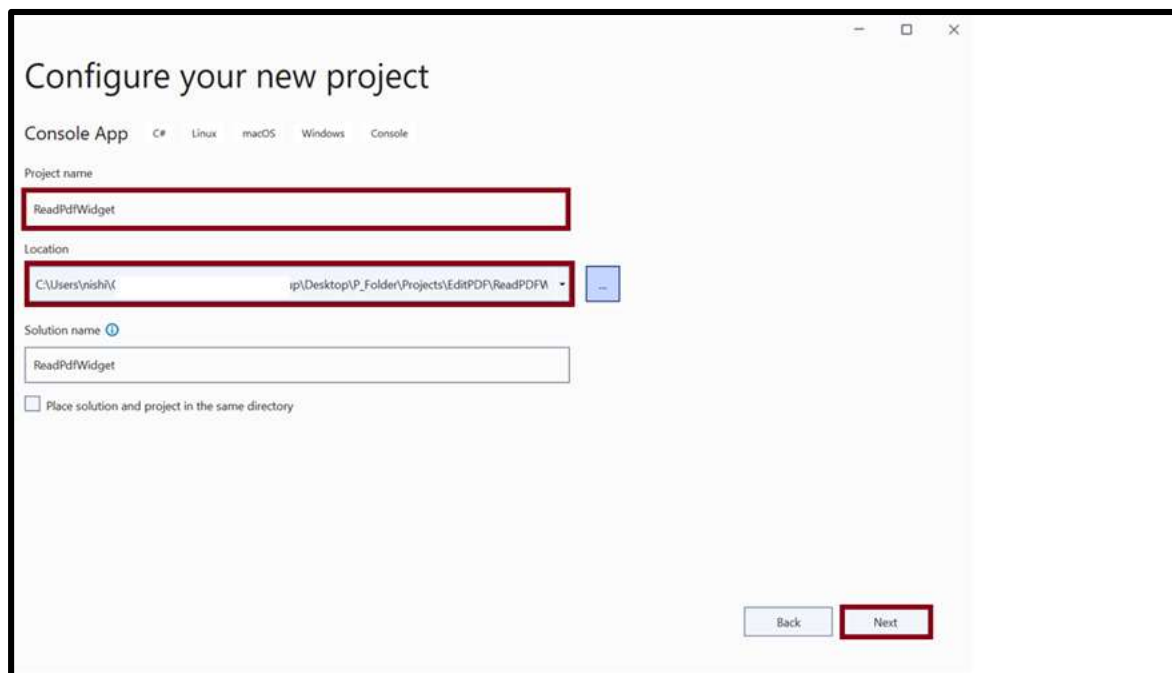 Configure your new project
Console App C# Linux macOS Windows Console
Project name
ReadPdfWidget
Location
C:\Users\nishi\ ıp\Desktop\P_Folder\Projects\EditPDF\ReadPDFW ...
Solution name
ReadPdfWidget
Place solution and project in the same directory
Back Next